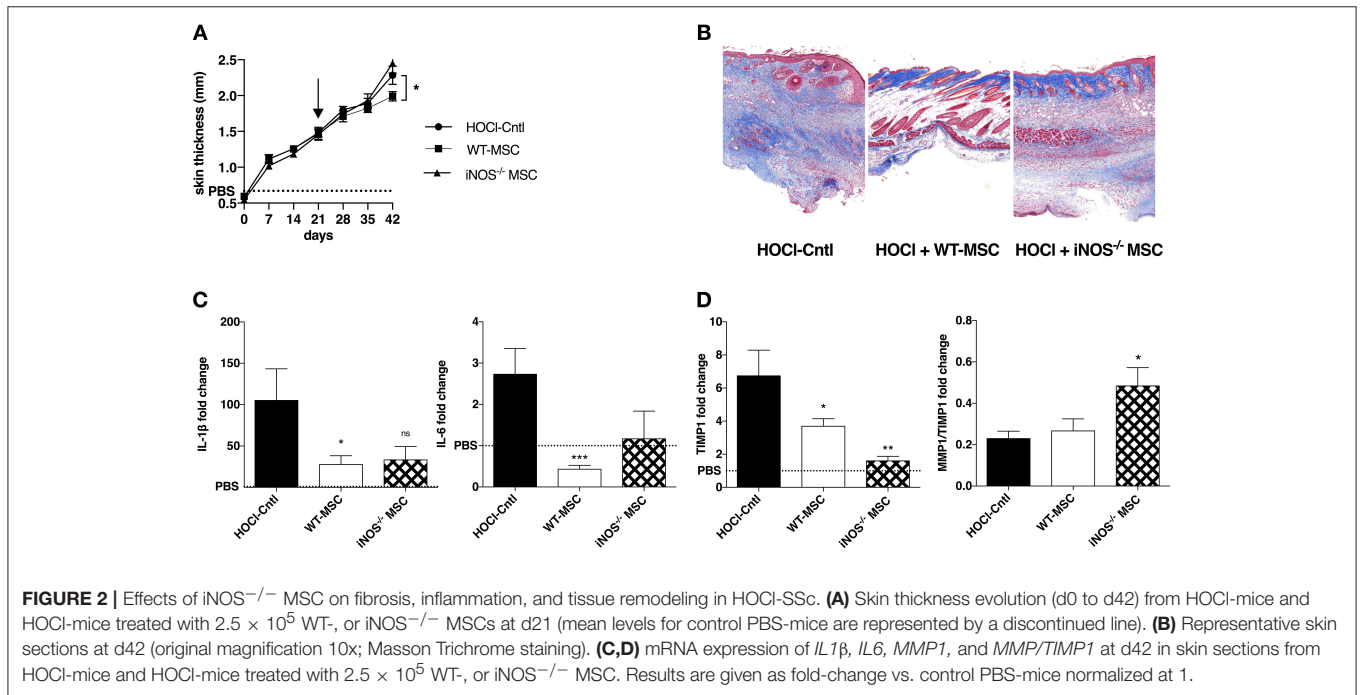 A
skin thickness (mm)
2.5
2.0
1.5
1.0
PBS
0.5
0 7 14 21 28 35 42
days
*
HOCl-Cntl
WT-MSC
iNOS-/- MSC
B
HOCl-Cntl HOCl + WT-MSC HOCl + iNOS-/- MSC
C
IL-1β fold change
200
150
100
50
PBS
*
ns
HOCl-Cntl
WT-MSC
iNOS-/- MSC
IL-6 fold change
4
3
2
1
PBS
0
***
HOCl-Cntl
WT-MSC
iNOS-/- MSC
D
TIMP1 fold change
10
8
6
4
2
PBS
0
*
**
HOCl-Cntl
WT-MSC
iNOS-/- MSC
MMP1/TIMP1 fold change
0.8
0.6
0.4
0.2
0.0
*
HOCl-Cntl
WT-MSC
iNOS-/- MSC
FIGURE 2 | Effects of iNOS−/− MSC on fibrosis, inflammation, and tissue remodeling in HOCl-SSc. (A) Skin thickness evolution (d0 to d42) from HOCl-mice and
HOCl-mice treated with 2.5 × 10⁵ WT-, or iNOS−/− MSCs at d21 (mean levels for control PBS-mice are represented by a discontinued line). (B) Representative skin
sections at d42 (original magnification 10x; Masson Trichrome staining). (C,D) mRNA expression of IL1β, IL6, MMP1, and MMP/TIMP1 at d42 in skin sections from
HOCl-mice and HOCl-mice treated with 2.5 × 10⁵ WT-, or iNOS−/− MSC. Results are given as fold-change vs. control PBS-mice normalized at 1.